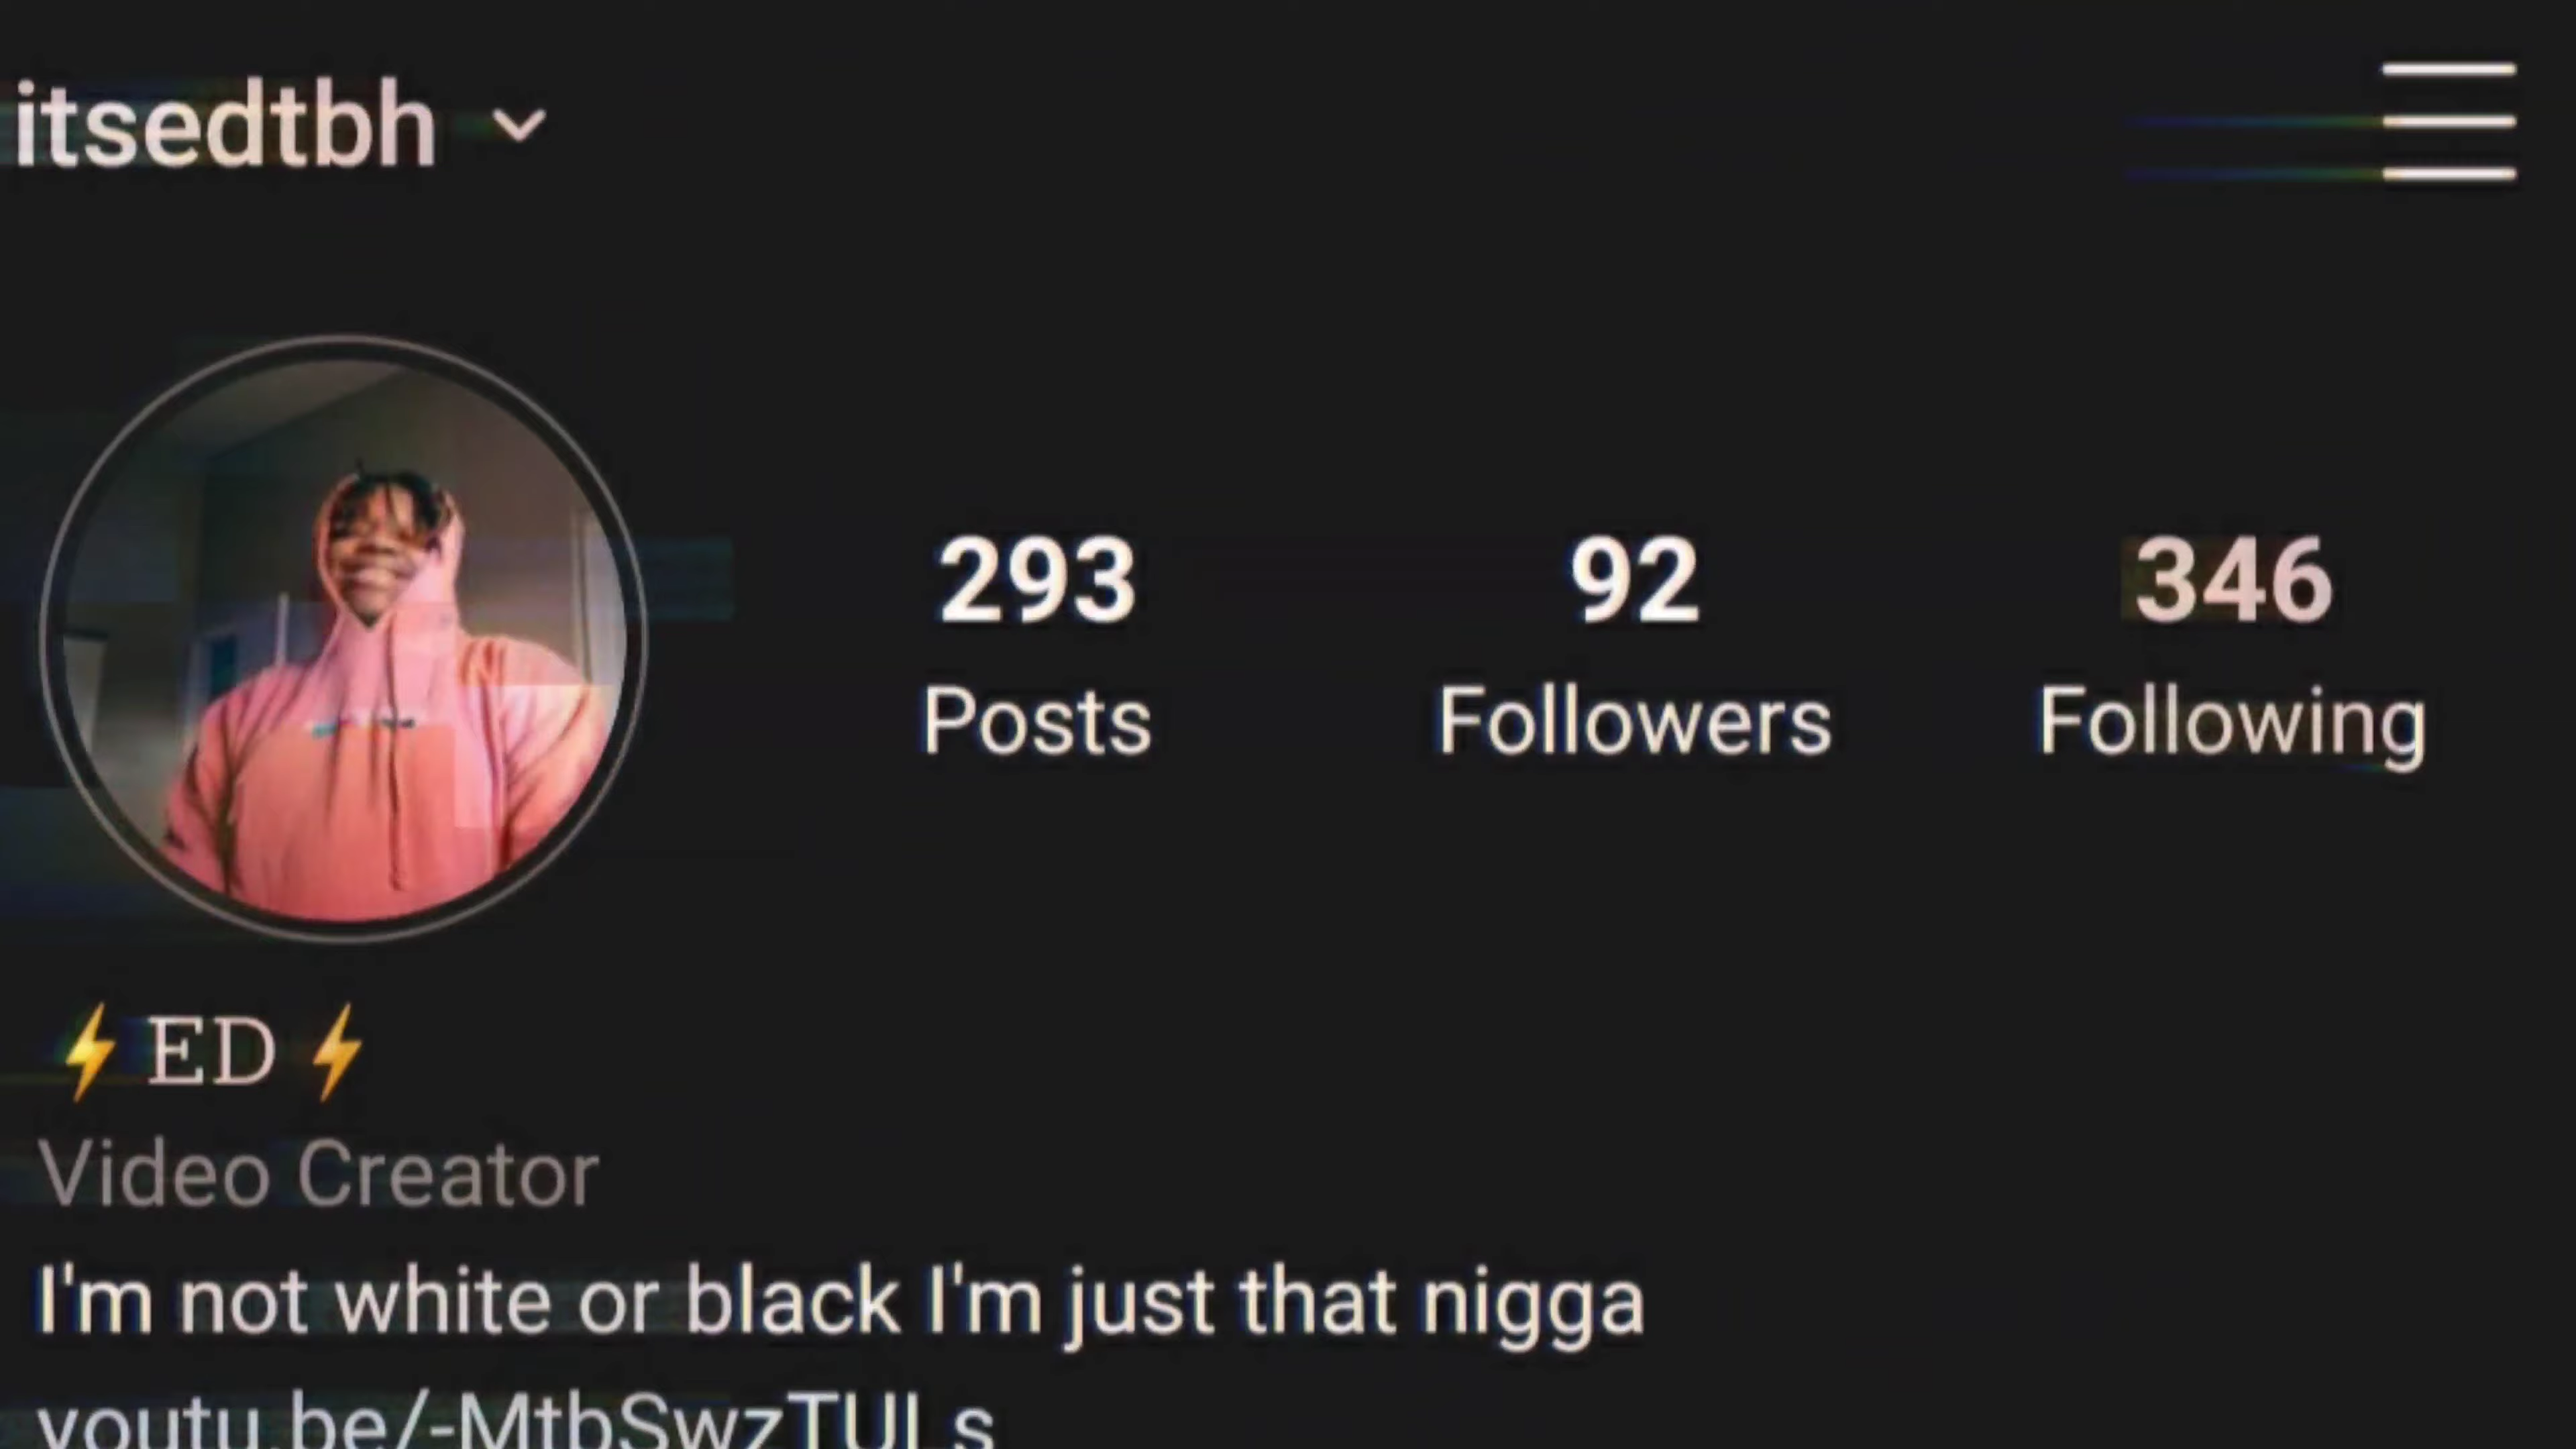 itsedtbh
293 92 346
Posts Followers Following
⚡ ED ⚡
Video Creator
I'm not white or black I'm just that nigga
youtu.be/-MtbSwzTULs